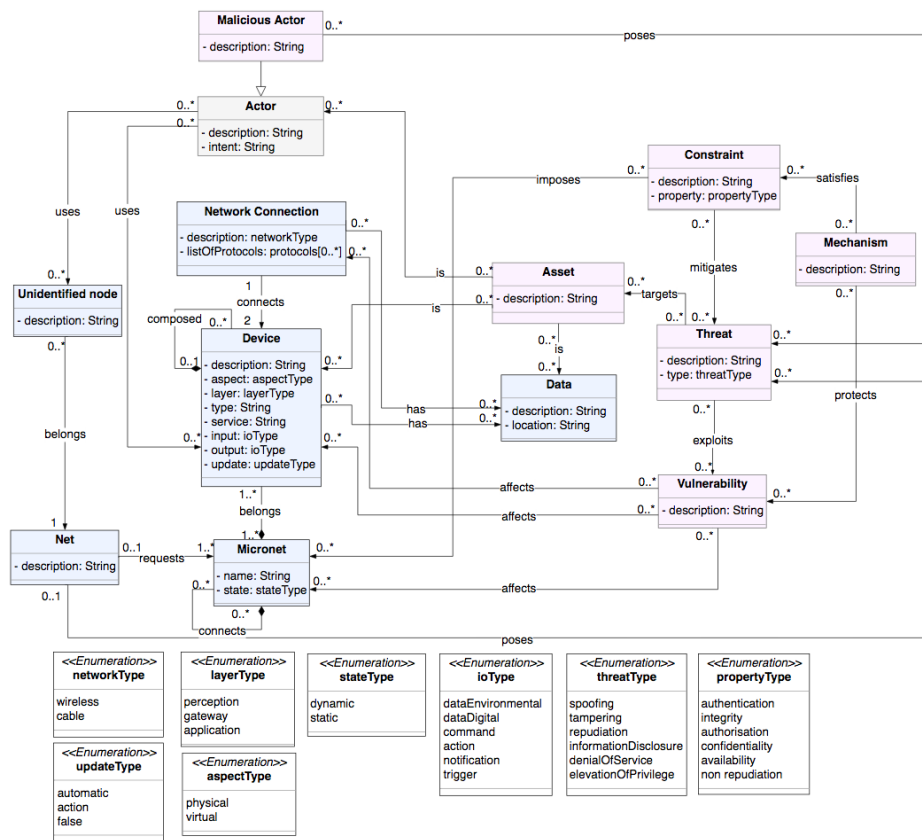 Malicious Actor
- description: String
0..*
poses
0..*
0..*
0..*
Actor
- description: String
- intent: String
0..*
uses
uses
0..*
Unidentified node
- description: String
0..*
belongs
1
Net
- description: String
0..1
0..1
requests
1..*
Network Connection
- description: networkType
- listOfProtocols: protocols[0..*]
0..*
0..*
1
connects
2
composed
0..*
0..1
Device
- description: String
- aspect: aspectType
- layer: layerType
- type: String
- service: String
- input: ioType
- output: ioType
- update: updateType
0..*
0..*
0..*
0..*
1..*
belongs
1..*
Micronet
- name: String
- state: stateType
0..*
0..*
0..*
0..*
connects
is
0..*
is
0..*
Asset
- description: String
0..*
is
0..*
Data
- description: String
- location: String
has
0..*
has
0..*
imposes
0..*
Constraint
- description: String
- property: propertyType
0..*
0..*
satisfies
0..*
Mechanism
- description: String
0..*
mitigates
0..*
targets
0..*
0..*
Threat
- description: String
- type: threatType
0..*
0..*
0..*
exploits
0..*
protects
Vulnerability
- description: String
0..*
0..*
0..*
0..*
affects
affects
affects
poses
<<Enumeration>>
networkType
wireless
cable
<<Enumeration>>
layerType
perception
gateway
application
<<Enumeration>>
stateType
dynamic
static
<<Enumeration>>
ioType
dataEnvironmental
dataDigital
command
action
notification
trigger
<<Enumeration>>
threatType
spoofing
tampering
repudiation
informationDisclosure
denialOfService
elevationOfPrivilege
<<Enumeration>>
propertyType
authentication
integrity
authorisation
confidentiality
availability
non repudiation
<<Enumeration>>
updateType
automatic
action
false
<<Enumeration>>
aspectType
physical
virtual